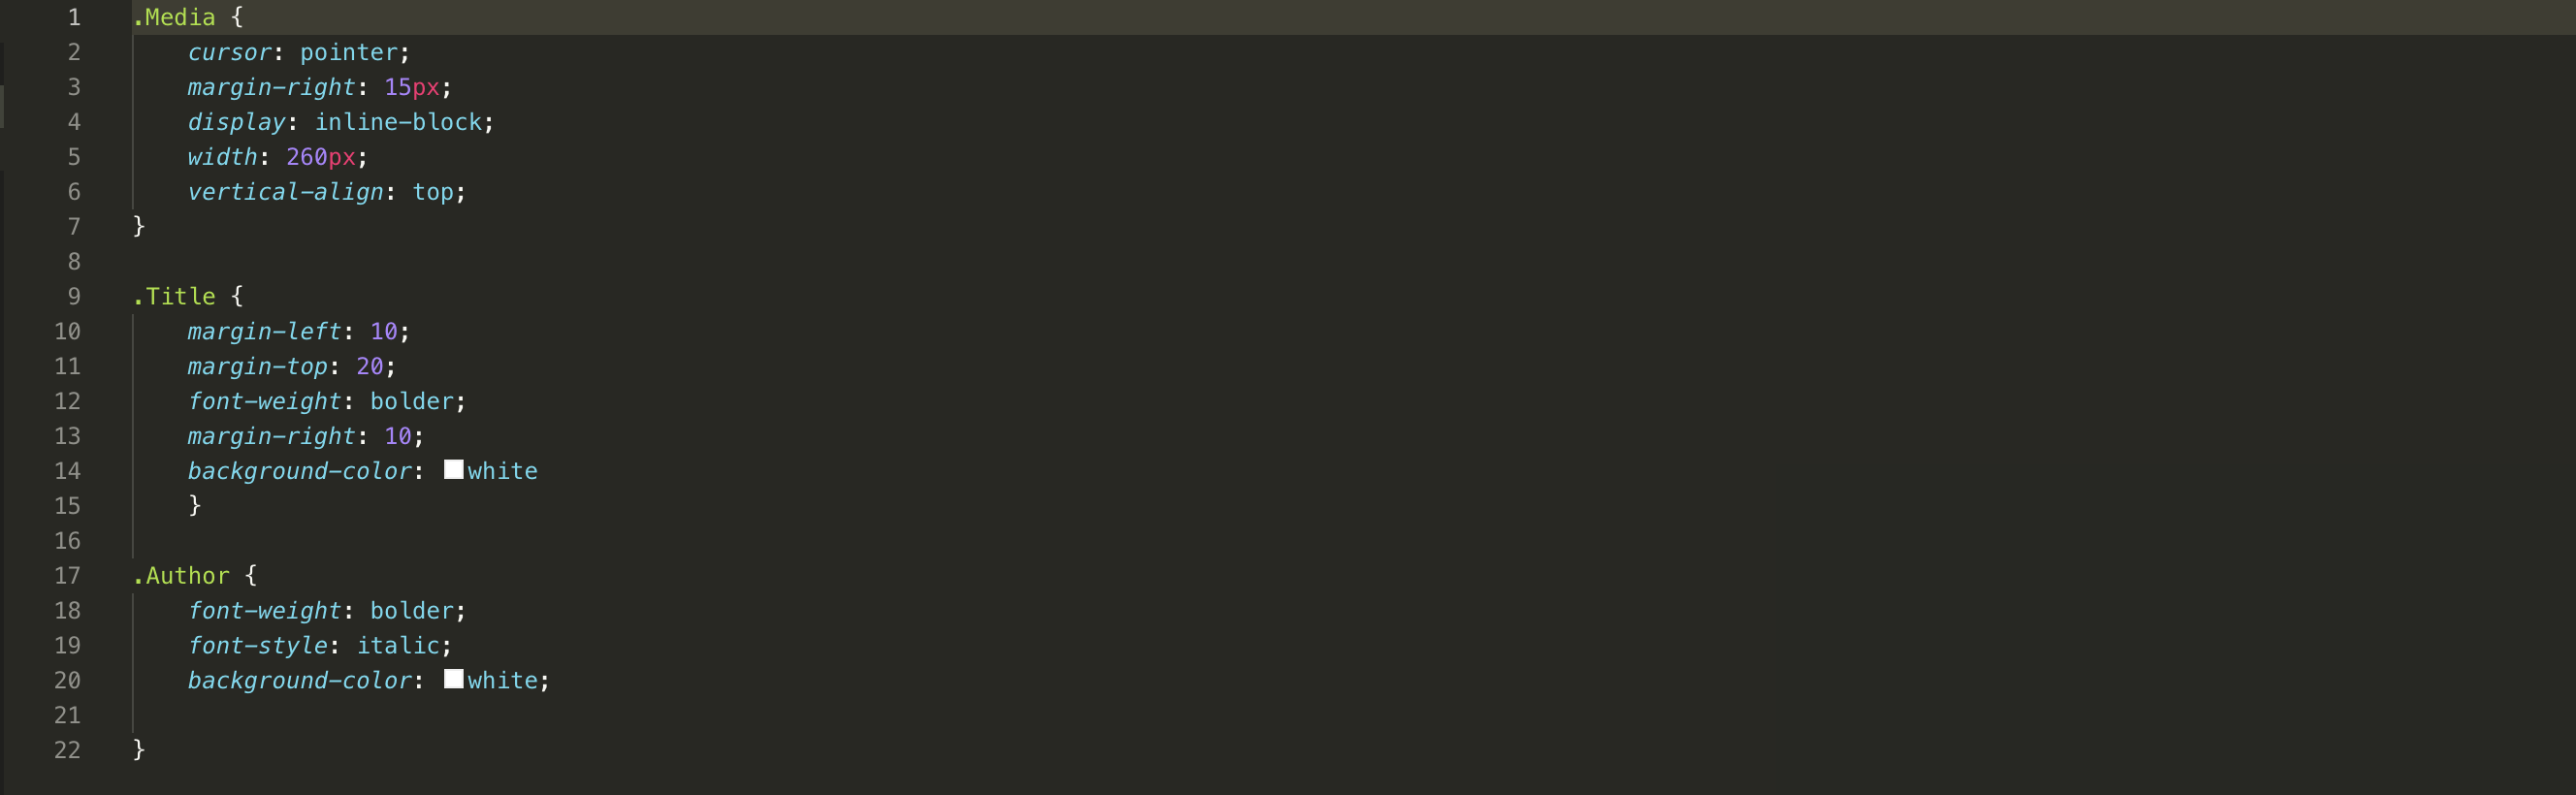 1 .Media {
2 cursor: pointer;
3 margin-right: 15px;
4 display: inline-block;
5 width: 260px;
6 vertical-align: top;
7 }
8
9 .Title {
10 margin-left: 10;
11 margin-top: 20;
12 font-weight: bolder;
13 margin-right: 10;
14 background-color: white
15 }
16
17 .Author {
18 font-weight: bolder;
19 font-style: italic;
20 background-color: white;
21
22 }